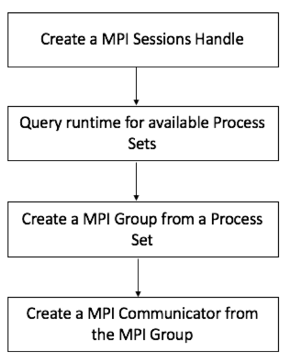 Create a MPI Sessions Handle
Query runtime for available Process
Sets
Create a MPI Group from a Process
Set
Create a MPI Communicator from
the MPI Group